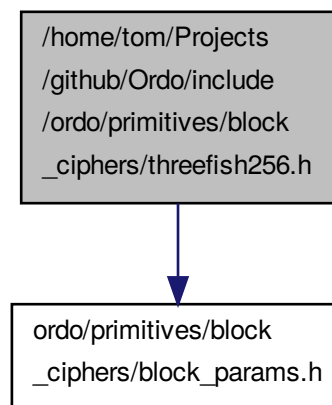 /home/tom/Projects
/github/Ordo/include
/ordo/primitives/block
_ciphers/threefish256.h
ordo/primitives/block
_ciphers/block_params.h